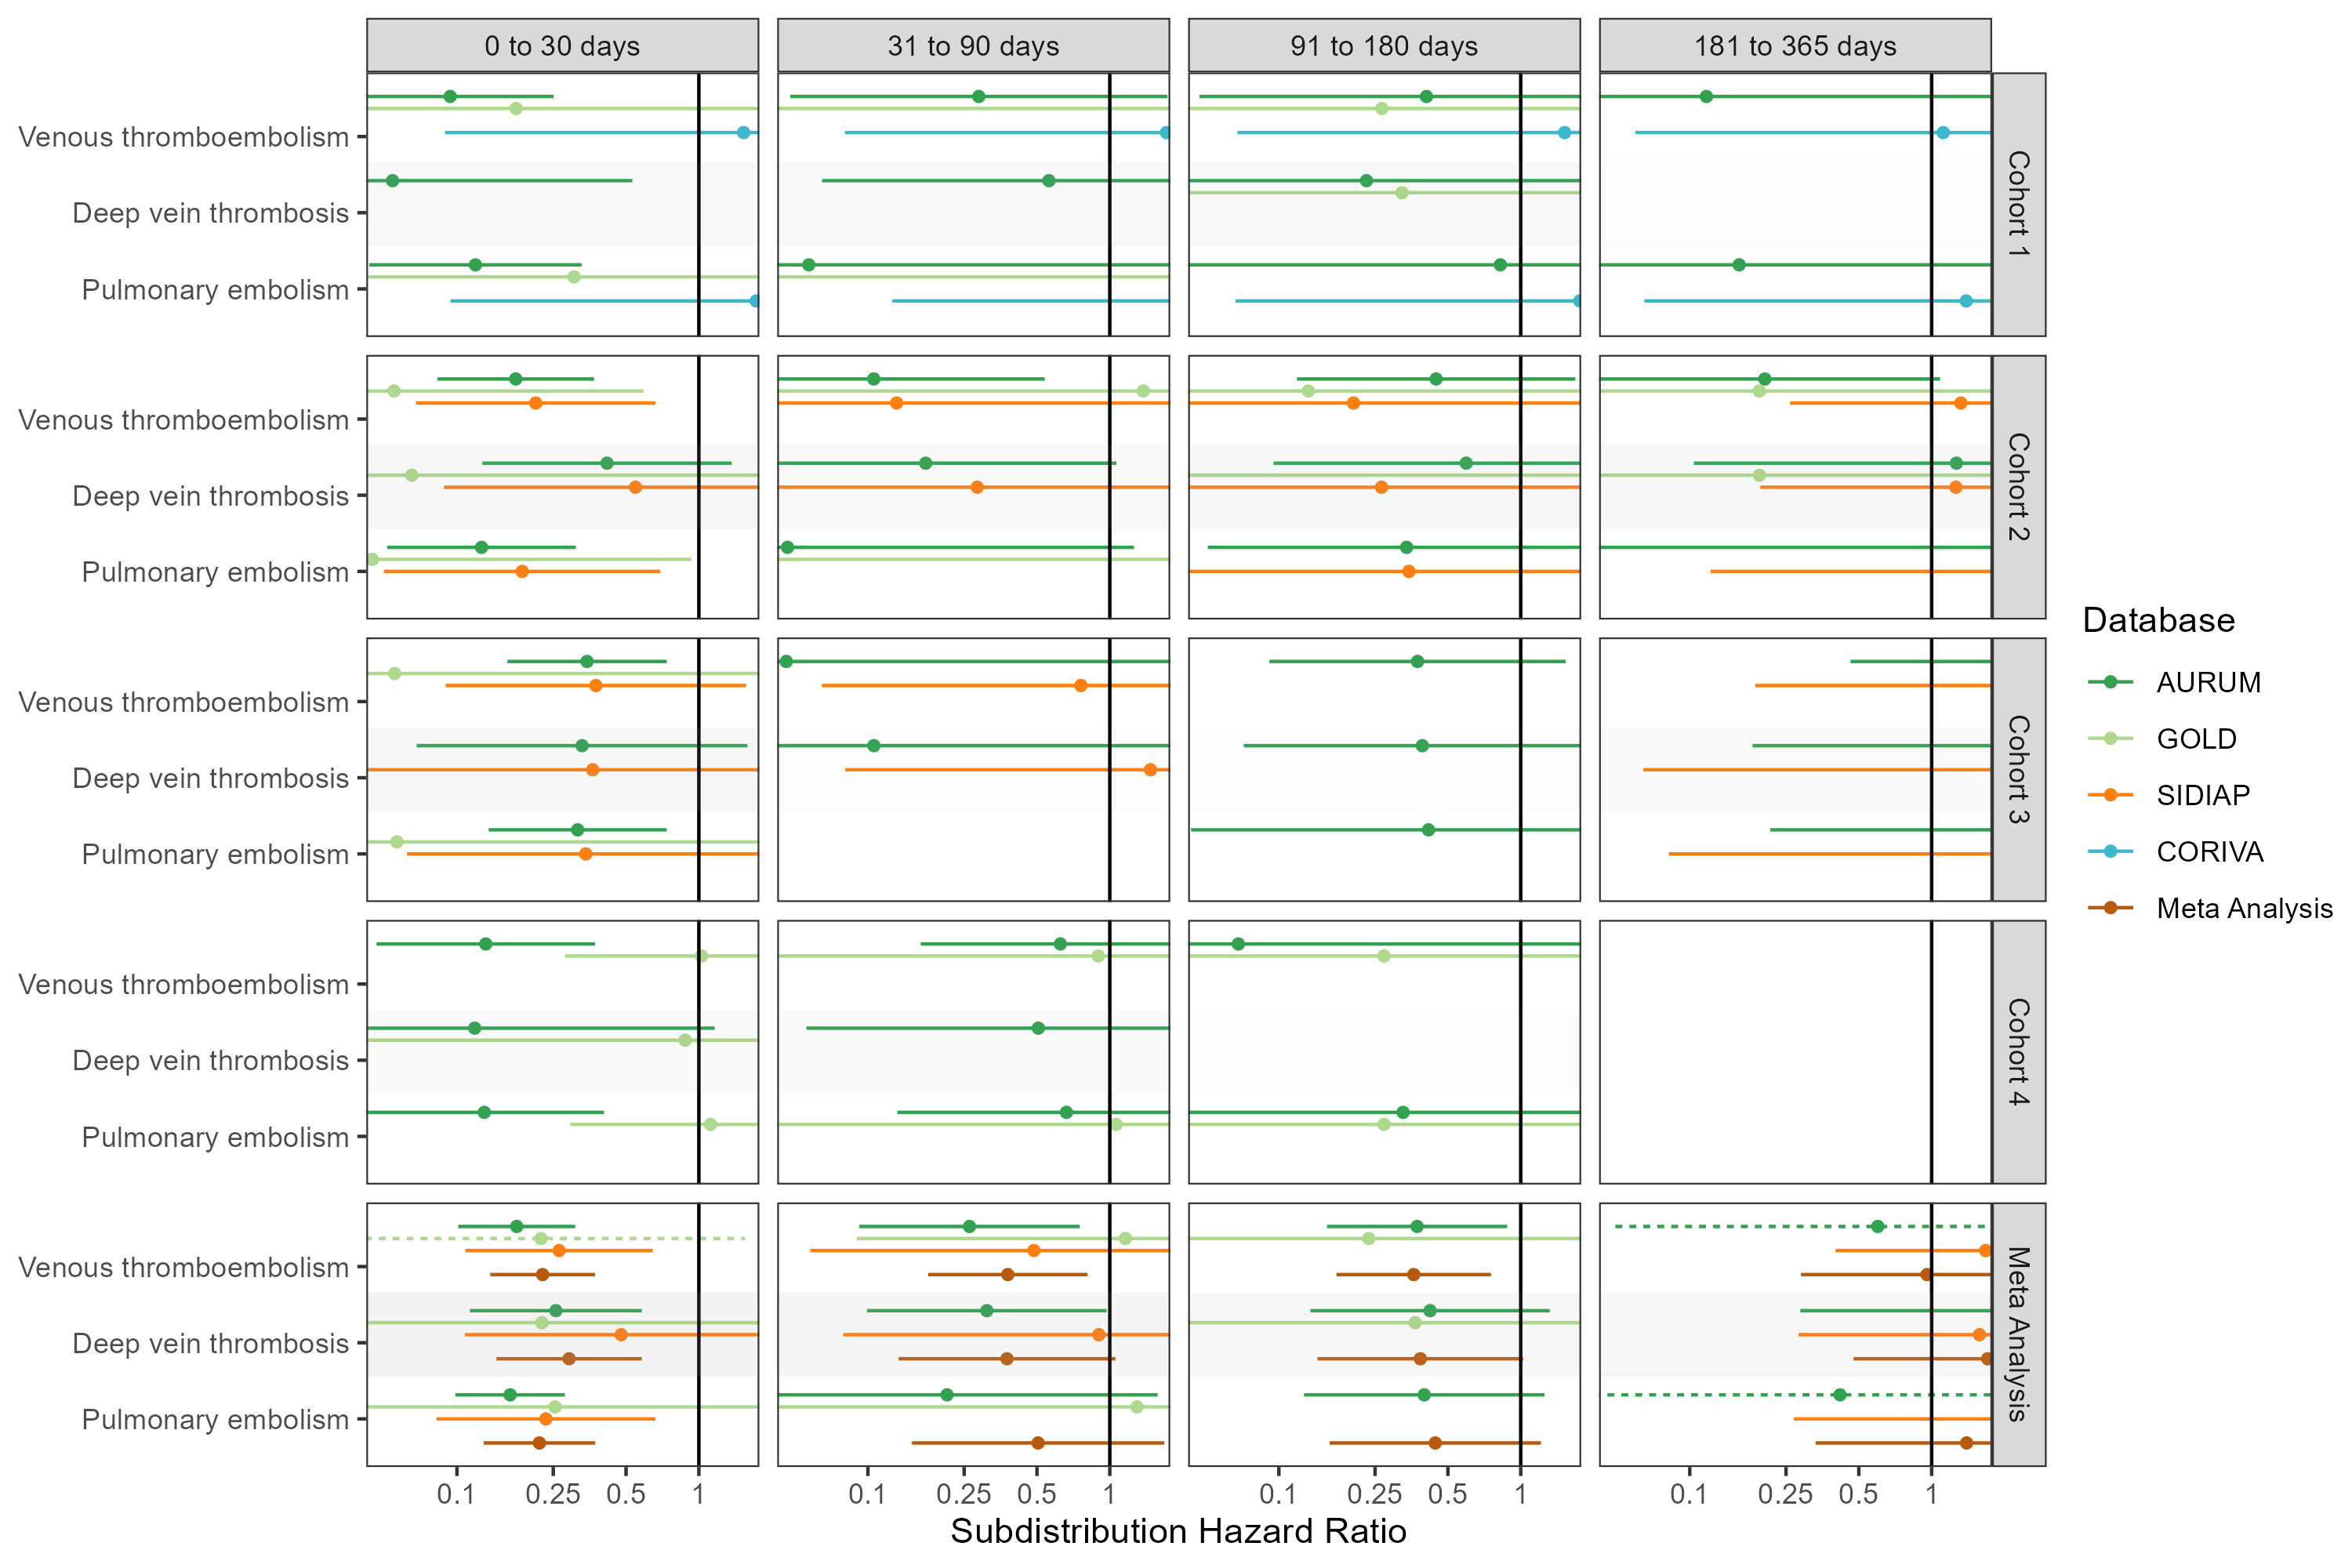 0 to 30 days
31 to 90 days
91 to 180 days
181 to 365 days
Venous thromboembolism
Deep vein thrombosis
Pulmonary embolism
Cohort 1
Venous thromboembolism
Deep vein thrombosis
Pulmonary embolism
Cohort 2
Venous thromboembolism
Deep vein thrombosis
Pulmonary embolism
Cohort 3
Venous thromboembolism
Deep vein thrombosis
Pulmonary embolism
Cohort 4
Venous thromboembolism
Deep vein thrombosis
Pulmonary embolism
Meta Analysis
0.1 0.25 0.5 1
0.1 0.25 0.5 1
0.1 0.25 0.5 1
0.1 0.25 0.5 1
Subdistribution Hazard Ratio
Database
AURUM
GOLD
SIDIAP
CORIVA
Meta Analysis